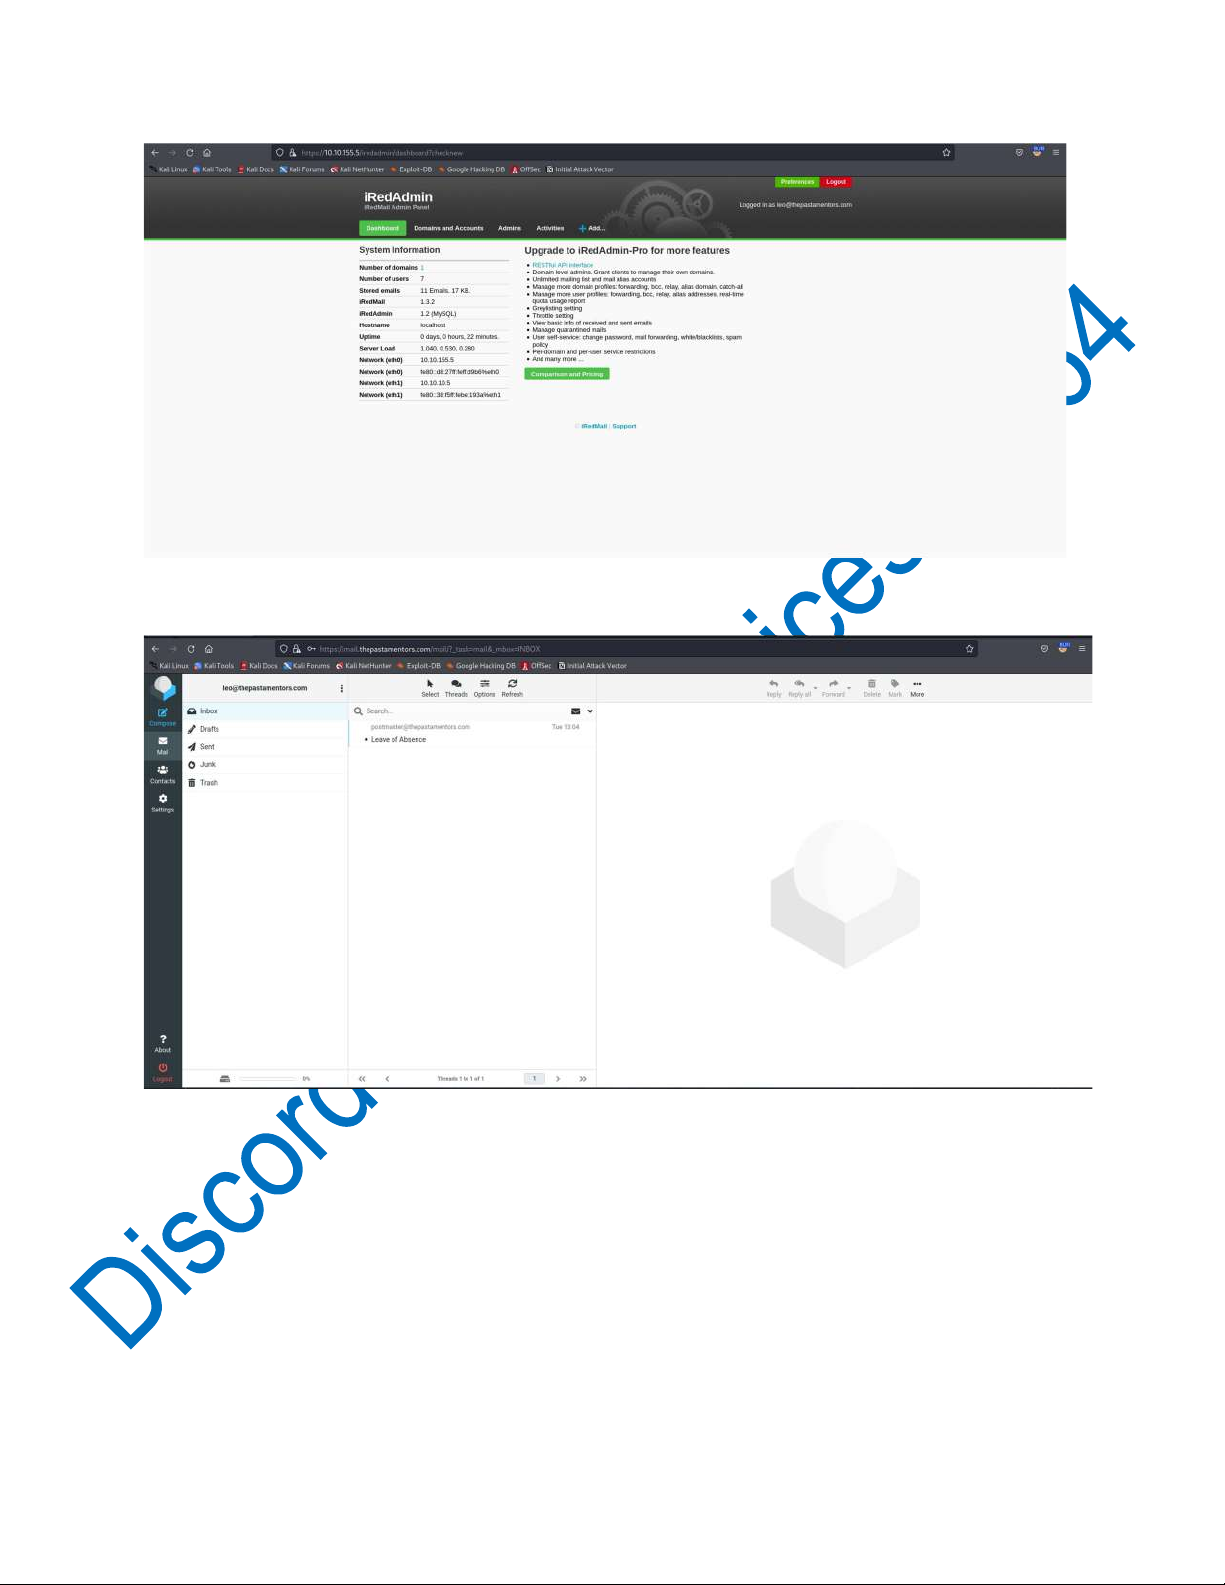 https://10.10.155.5/iredadmin/dashboard?checknew
Kali Linux Kali Tools Kali Docs Kali Forums Kali NetHunter Exploit-DB Google Hacking DB OffSec Initial Attack Vector
Preferences Logout
iRedAdmin
iRedMail Admin Panel
Logged in as leo@thepastamentors.com
Dashboard Domains and Accounts Admins Activities Add...
System Information
Number of domains 1
Number of users 7
Stored emails 11 Emails, 17 KB.
iRedMail 1.3.2
iRedAdmin 1.2 (MySQL)
Hostname localhost
Uptime 0 days, 0 hours, 22 minutes.
Server Load 1.040, 0.530, 0.280
Network (eth0) 10.10.155.5
Network (eth0)
Network (eth1) 10.10.10.5
Network (eth1)
Upgrade to iRedAdmin-Pro for more features
RESTful API interface
Domain level admins. Grant clients to manage their own domains.
Unlimited mailing list and mail alias accounts
Manage more domain profiles: forwarding, bcc, relay, alias domain, catch-all
Manage more user profiles: forwarding, bcc, relay, alias addresses, real-time
quota usage report
Greylisting setting
Throttle setting
View basic info of received and sent emails
Manage quarantined mails
User self-service: change password, mail forwarding, white/blacklists, spam
policy
Per-domain and per-user service restrictions
And many more ...
Comparison and Pricing
© iRedMail | Support
https://mail.thepastamentors.com/mail/?_task=mail&_mbox=INBOX
Kali Linux Kali Tools Kali Docs Kali Forums Kali NetHunter Exploit-DB Google Hacking DB OffSec Initial Attack Vector
leo@thepastamentors.com
Select Threads Options Refresh
Reply Reply all Forward Delete Mark More
Compose
Mail
Contacts
Settings
About
Logout
Inbox
Drafts
Sent
Junk
Trash
0%
Search...
postmaster@thepastamentors.com Tue 13:04
Leave of Absence
Threads 1 to 1 of 1
1
Discord
ices
64